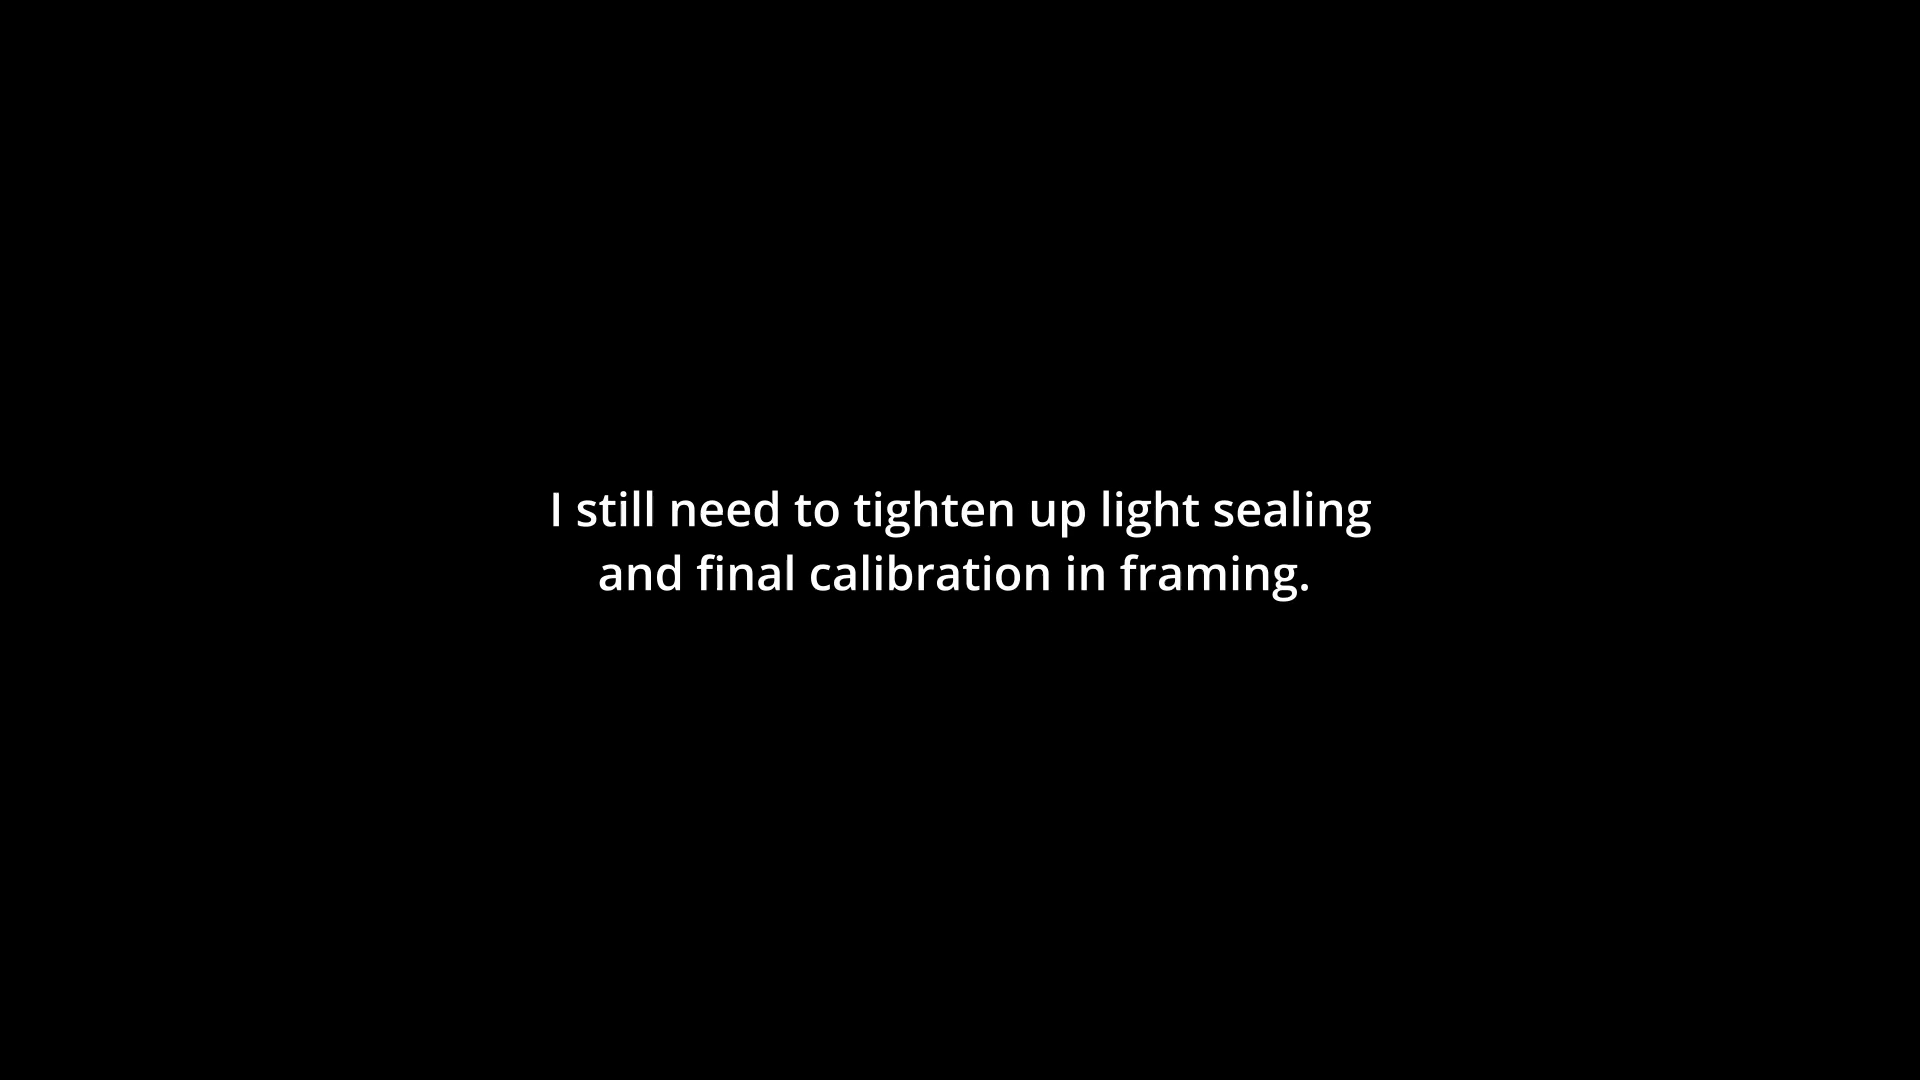 I still need to tighten up light sealing
and final calibration in framing.